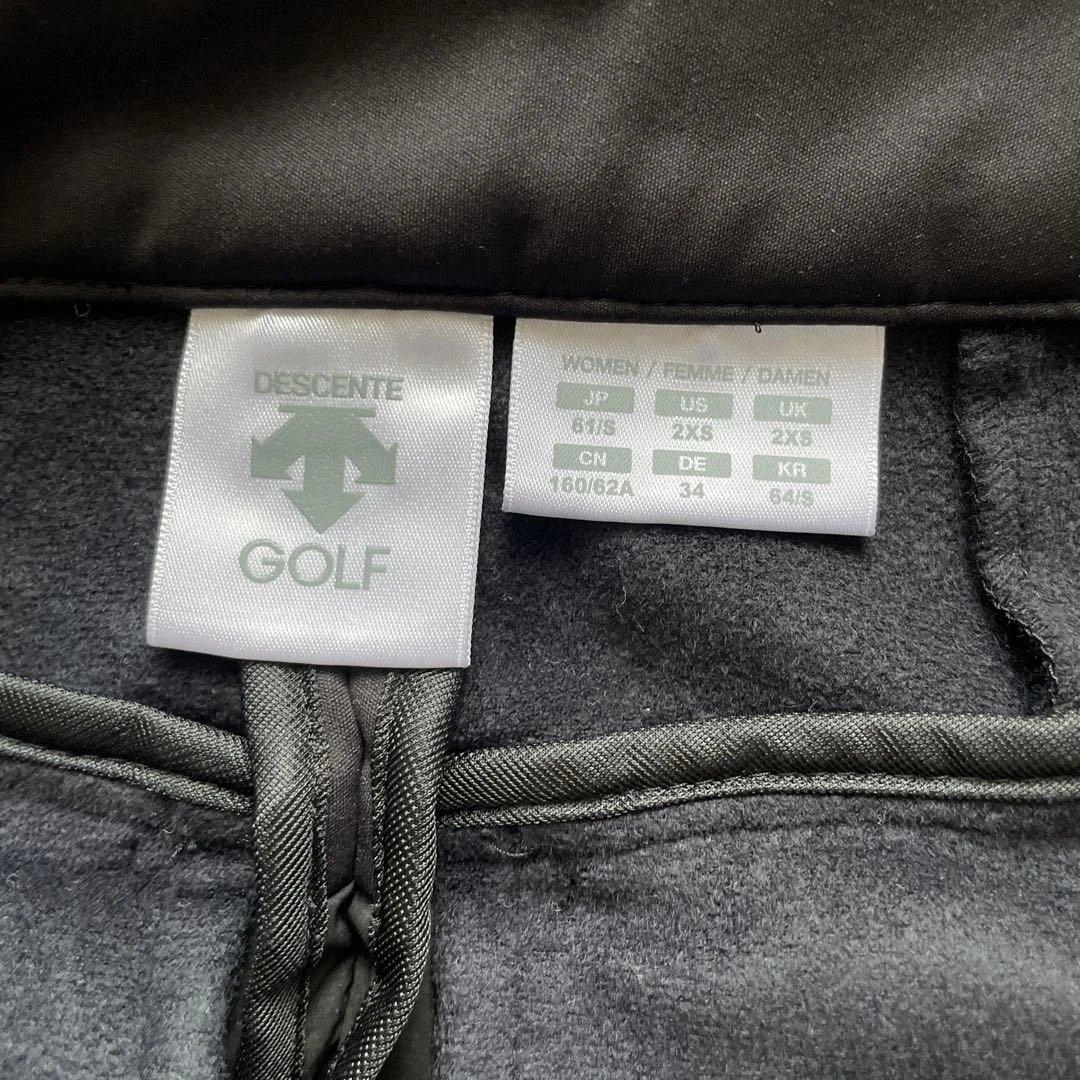 DESCENTE
GOLF
WOMEN / FEMME / DAMEN
JP US UK
61/S 2XS 2XS
CN DE KR
160/62A 34 64/S